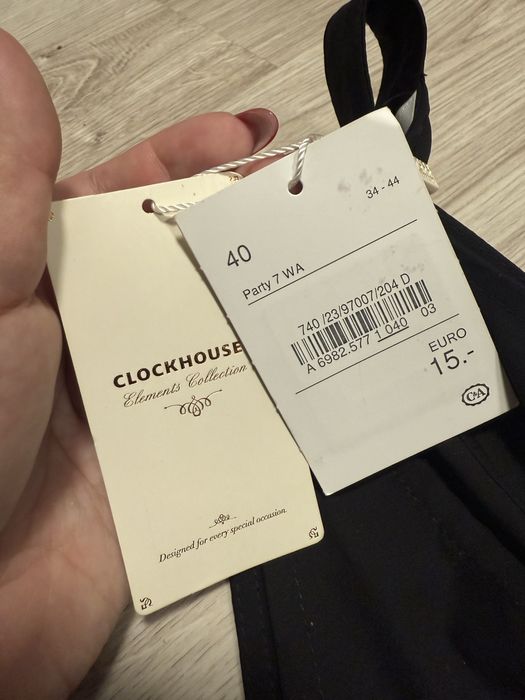 CLOCKHOUSE
Elements Collection
Designed for every special occasion.
34 - 44
40
Party 7 WA
740 /23/97007/204 D
A 6982.577 1 040 03
EURO
15.-
C&A